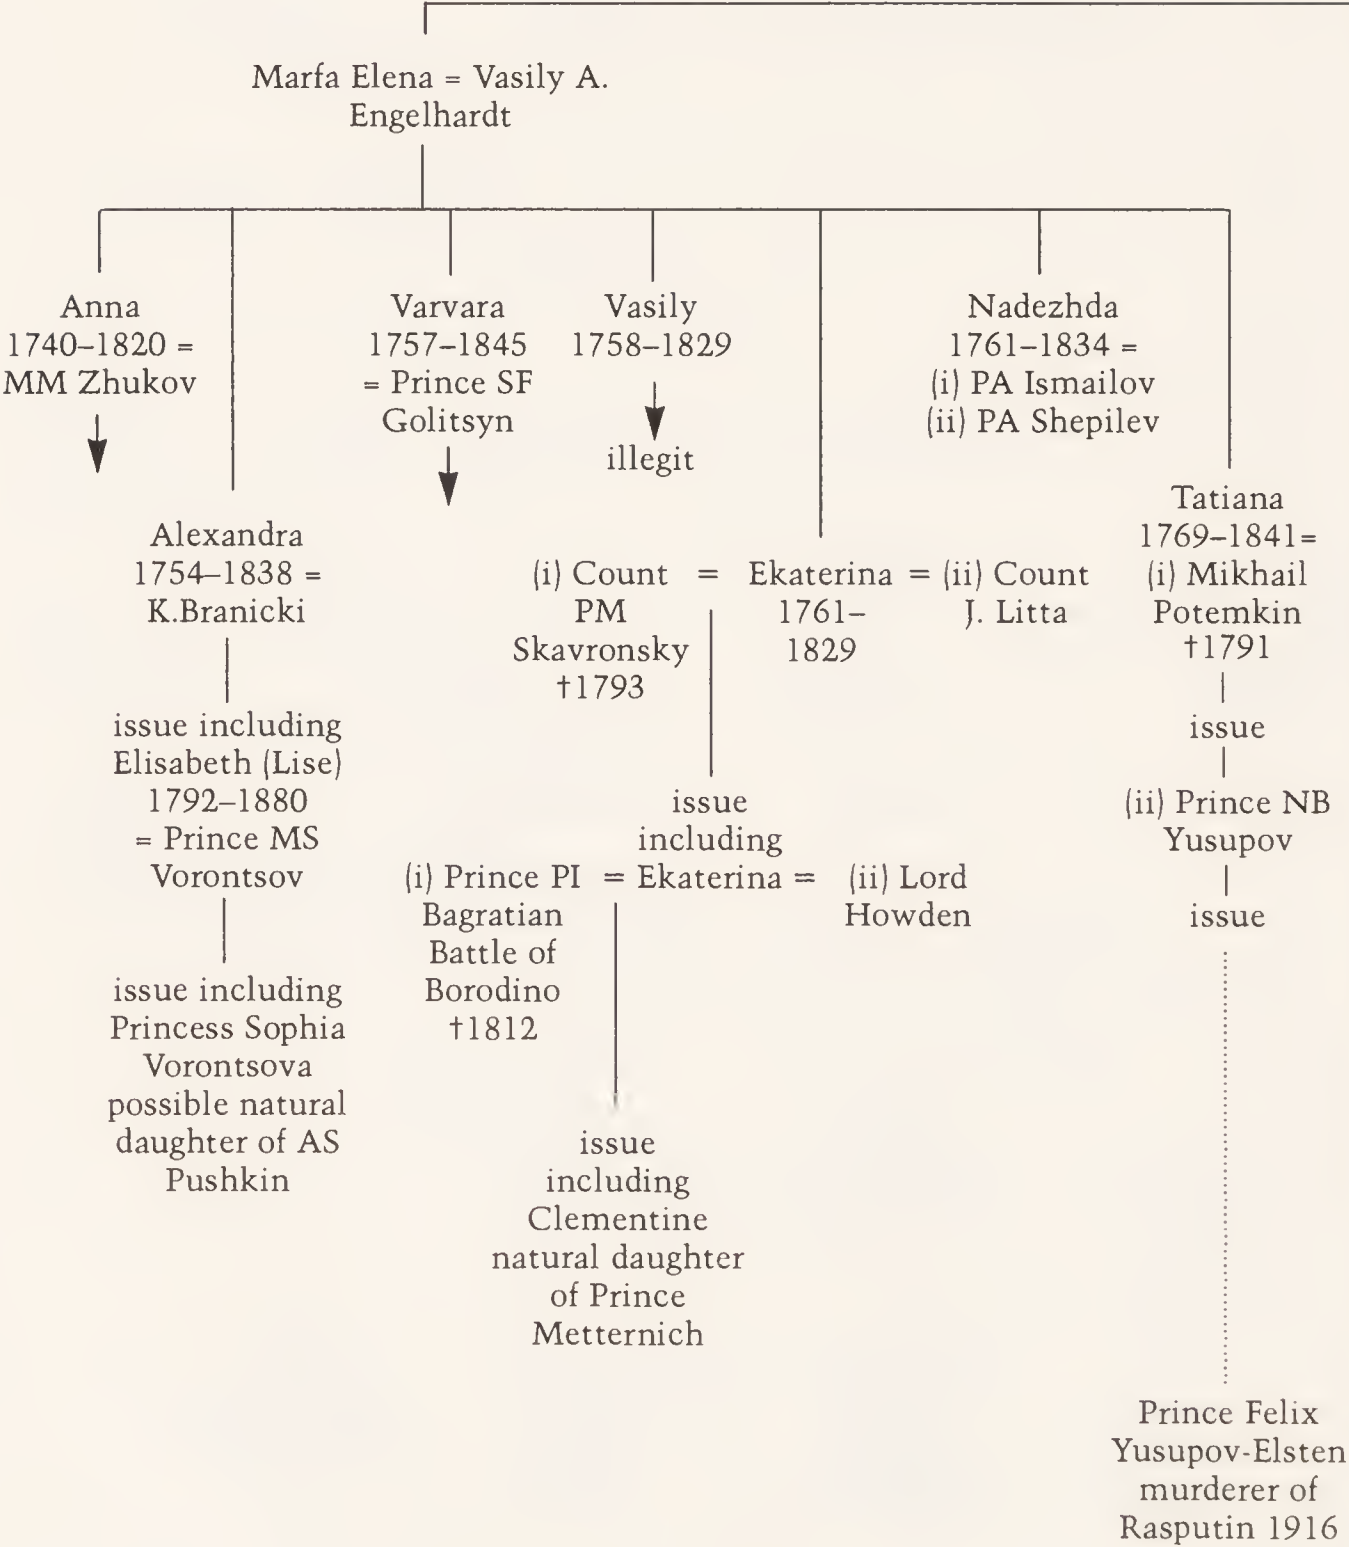 Marfa Elena = Vasily A.
Engelhardt
Anna
1740–1820 =
MM Zhukov
Varvara
1757–1845
= Prince SF
Golitsyn
Vasily
1758–1829
illegit
Nadezhda
1761–1834 =
(i) PA Ismailov
(ii) PA Shepilev
Alexandra
1754–1838 =
K.Branicki
issue including
Elisabeth (Lise)
1792–1880
= Prince MS
Vorontsov
issue including
Princess Sophia
Vorontsova
possible natural
daughter of AS
Pushkin
(i) Count = Ekaterina = (ii) Count
PM 1761– J. Litta
Skavronsky 1829
†1793
issue
including
(i) Prince PI = Ekaterina = (ii) Lord
Bagratian Howden
Battle of
Borodino
†1812
issue
including
Clementine
natural daughter
of Prince
Metternich
Tatiana
1769–1841=
(i) Mikhail
Potemkin
†1791
issue
(ii) Prince NB
Yusupov
issue
Prince Felix
Yusupov-Elsten
murderer of
Rasputin 1916